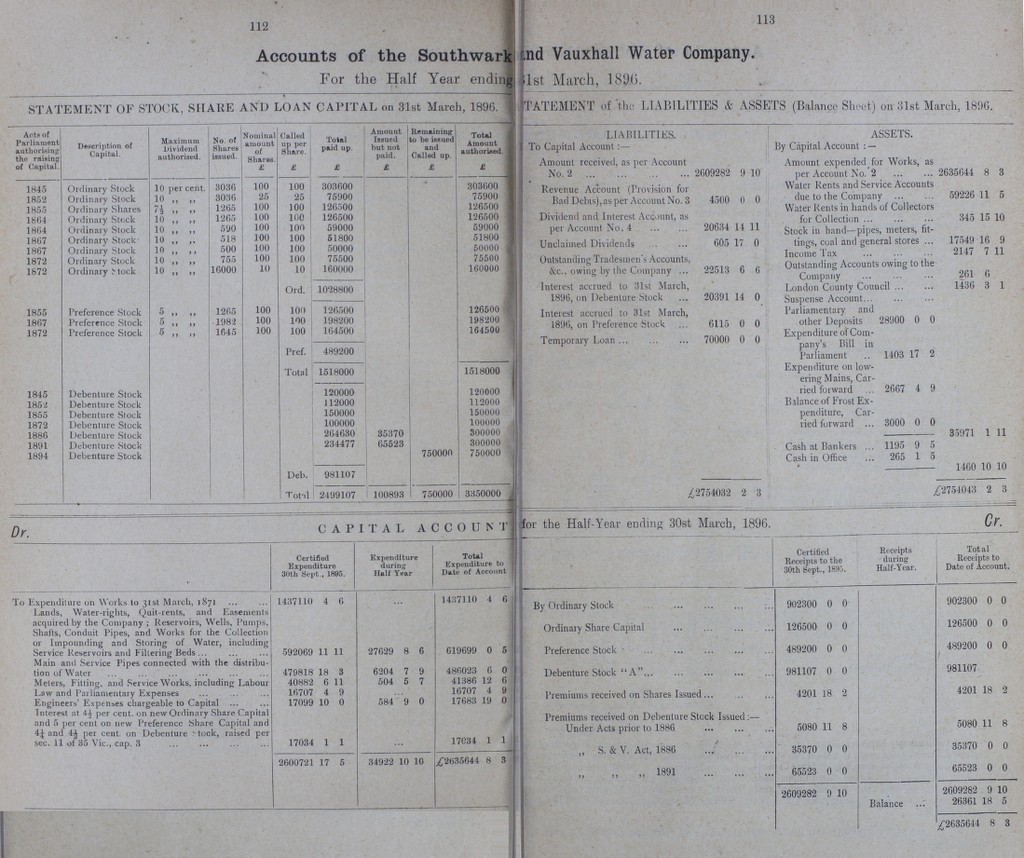 112
113
Accounts of the Southwark and Vauxhall Water Company.
For the Half Year ending 31st March, 1896.
STATEMENT OF STOCK, SHARE AND LOAN CAPITAL on 31st March, 1896.
Acts of Parliament authorising the raising of Capital. Description of Capital. Maximum Dividend authorised. No. of Shares issued. Nominal amount of Shares. £ Called up per Share. £ Total paid up. £ Amount Issued but not paid. £ Remaining to be issued and Called up. £ Total Amount authorised. £
1845 Ordinary Stock 10 per cent. 3036 100 100 303600 303600
1852 Ordinary Stock 10 ,, ,, 3036 25 25 75900 75900
1855 Ordinary Shares 7½ ,, ,, 1265 100 100 126500 126500
1864 Ordinary Stock 10 ,, ,, 1265 100 100 126500 126500
1864 Ordinary Stock 10 ,, ,, 590 100 100 59000 59000
1867 Ordinary Stock 10 ,, ,, 518 100 100 51800 51800
1867 Ordinary Stock 10 ,, ,, 500 100 100 50000 50000
1872 Ordinary Stock 10 ,, ,, 755 100 100 75500 75500
1872 Ordinary Stock 10 ,, ,, 16000 10 10 160000 160000
Ord. 1028800
1855 Preference Stock 5 ,, ,, 1265 100 100 126500 126500
1867 Preference Stock 5 ,, ,, 1982 100 100 198200 198200
1872 Preference Stock 5 ,, ,, 1645 100 100 164500 164500
Pref. 489200
Total 1518000 1518000
1845 Debenture Stock 120000 120000
1852 Debenture Stock 112000 112000
1855 Debenture Stock 150000 150000
1872 Debenture Stock 100000 100000
1886 Debenture Stock 264630 35370 300000
1891 Debenture Stock 234477 65523 300000
1894 Debenture Stock 750000 750000
Deb. 981107
Total 2499107 100893 750000 3350000
STATEMENT of the LIABILITIES & ASSETS (Balance Sheet) on 31st March, 1896.
LIABILITIES.
To Capital Account :—
Amount received, as per Account
No. 2 ... ... ... ... 2609282 9 10
Revenue Account (Provision for
Bad Debts), as per Account No. 3 4500 0 0
Dividend and Interest Account, as
per Account No. 4 ... ... 20634 14 11
Unclaimed Dividends ... ... 605 17 0
Outstanding Tradesmen's Accounts,
&c., owing by the Company ... 22513 6 6
Interest accrued to 31st March,
1896, on Debenture Stock ... 20391 14 0
Interest accrued to 31st March,
1896, on Preference Stock ... 6115 0 0
Temporary Loan ... ... ... 70000 0 0
£2754032 2 3
ASSETS.
By Capital Account : —
Amount expended for Works, as
per Account No. 2 ... ... 2635644 8 3
Water Rents and Service Accounts
due to the Company ... ... 59226 11 5
Water Rents in hands of Collectors
for Collection ... ... ... 345 15 10
Stock in hand—pipes, meters, fit-
tings, coal and general stores ... 17549 16 9
Income Tax ... ... ... 2147 7 11
Outstanding Accounts owing to the
Company ... ... ... 261 6
London County Council ... ... 1436 3 1
Suspense Account... ... ...
Parliamentary and
other Deposits 28900 0 0
Expenditure of Com-
pany's Bill in
Parliament .. 1403 17 2
Expenditure on low-
ering Mains, Car-
ried forward ... 2667 4 9
Balance of Frost Ex-
penditure, Car-
ried forward ... 3000 0 0
35971 1 11
Cash at Bankers ... 1195 9 5
Cash in Office ... 265 1 5
1460 10 10
£2754043 2 3
Dr. CAPITAL ACCOUNT for the Half-Year ending 30st March, 1896. Cr.
Certified Expenditure 30th Sept., 1895. Expenditure during Half Year Total Expenditure to Date of Account
To Expenditure on Works to 31st March, 1871 ... ... 1437110 4 6 ... 1437110 4 6
Lands, Water-rights, Quit-rents, and Easements
acquired by the Company ; Reservoirs, Wells, Pumps,
Shafts, Conduit Pipes, and Works for the Collection
or Impounding and Storing of Water, including
Service Reservoirs and Filtering Beds ... ... ... 592069 11 11 27629 8 6 619699 0 5
Main and Service Pipes connected with the distribu-
tion of Water ... ... ... ... ... ... 479818 18 3 6204 7 9 486023 6 0
Meters, Fitting, and Service Works, including Labour 40882 6 11 504 5 7 41386 12 6
Law and Parliamentary Expenses ... ... ... 16707 4 9 ... 16707 4 9
Engineers' Expenses chargeable to Capital ... ... 17099 10 0 584 9 0 17683 19 0
Interest at 4½ per cent. on new Ordinary Share Capital
and 5 per cent on new Preference Share Capital and
4¼ and 4½ per cent. on Debenture Stock, raised per
sec. 11 of 35 Vic., cap. 3 ... ... ... ... 17034 1 1 ... 17034 1 1
2600721 17 5 34922 10 10 £2635644 8 3
Certified Receipts to the 30th Sept., 1895. Receipts during Half-Year. Total Receipts to Date of Account.
By Ordinary Stock ... ... ... ... 902300 0 0 902300 0 0
Ordinary Share Capital ... ... ... ... 126500 0 0 126500 0 0
Preference Stock ... ... ... ... ... 489200 0 0 489200 0 0
Debenture Stock "A"... ... ... ... ... 981107 0 0 981107
Premiums received on Shares Issued ... ... ... 4201 18 2 4201 18 2
Premiums received on Debenture Stock Issued :—
Under Acts prior to 1886 ... ... ... 5080 11 8 5080 11 8
,, S. & V. Act, 1886 ... ... ... 35370 0 0 35370 0 0
,, ,, ,, 1891 ... ... ... 65523 0 0 65523 0 0
2609282 9 10 2609282 9 10
Balance ... 26361 18 5
£2635644 8 3